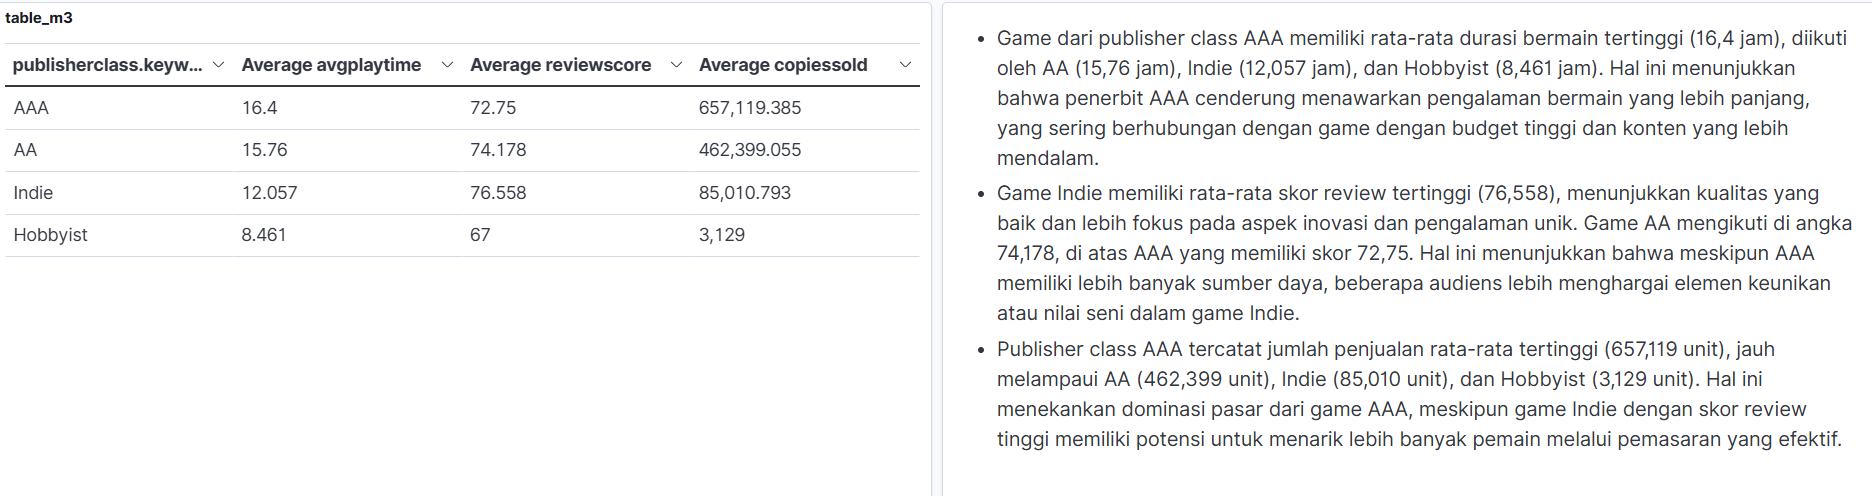 table_m3
publisherclass.keyw... Average avgplaytime Average reviewscore Average copiessold
AAA 16.4 72.75 657,119.385
AA 15.76 74.178 462,399.055
Indie 12.057 76.558 85,010.793
Hobbyist 8.461 67 3,129
• Game dari publisher class AAA memiliki rata-rata durasi bermain tertinggi (16,4 jam), diikuti
oleh AA (15,76 jam), Indie (12,057 jam), dan Hobbyist (8,461 jam). Hal ini menunjukkan
bahwa penerbit AAA cenderung menawarkan pengalaman bermain yang lebih panjang,
yang sering berhubungan dengan game dengan budget tinggi dan konten yang lebih
mendalam.
• Game Indie memiliki rata-rata skor review tertinggi (76,558), menunjukkan kualitas yang
baik dan lebih fokus pada aspek inovasi dan pengalaman unik. Game AA mengikuti di angka
74,178, di atas AAA yang memiliki skor 72,75. Hal ini menunjukkan bahwa meskipun AAA
memiliki lebih banyak sumber daya, beberapa audiens lebih menghargai elemen keunikan
atau nilai seni dalam game Indie.
• Publisher class AAA tercatat jumlah penjualan rata-rata tertinggi (657,119 unit), jauh
melampaui AA (462,399 unit), Indie (85,010 unit), dan Hobbyist (3,129 unit). Hal ini
menekankan dominasi pasar dari game AAA, meskipun game Indie dengan skor review
tinggi memiliki potensi untuk menarik lebih banyak pemain melalui pemasaran yang efektif.